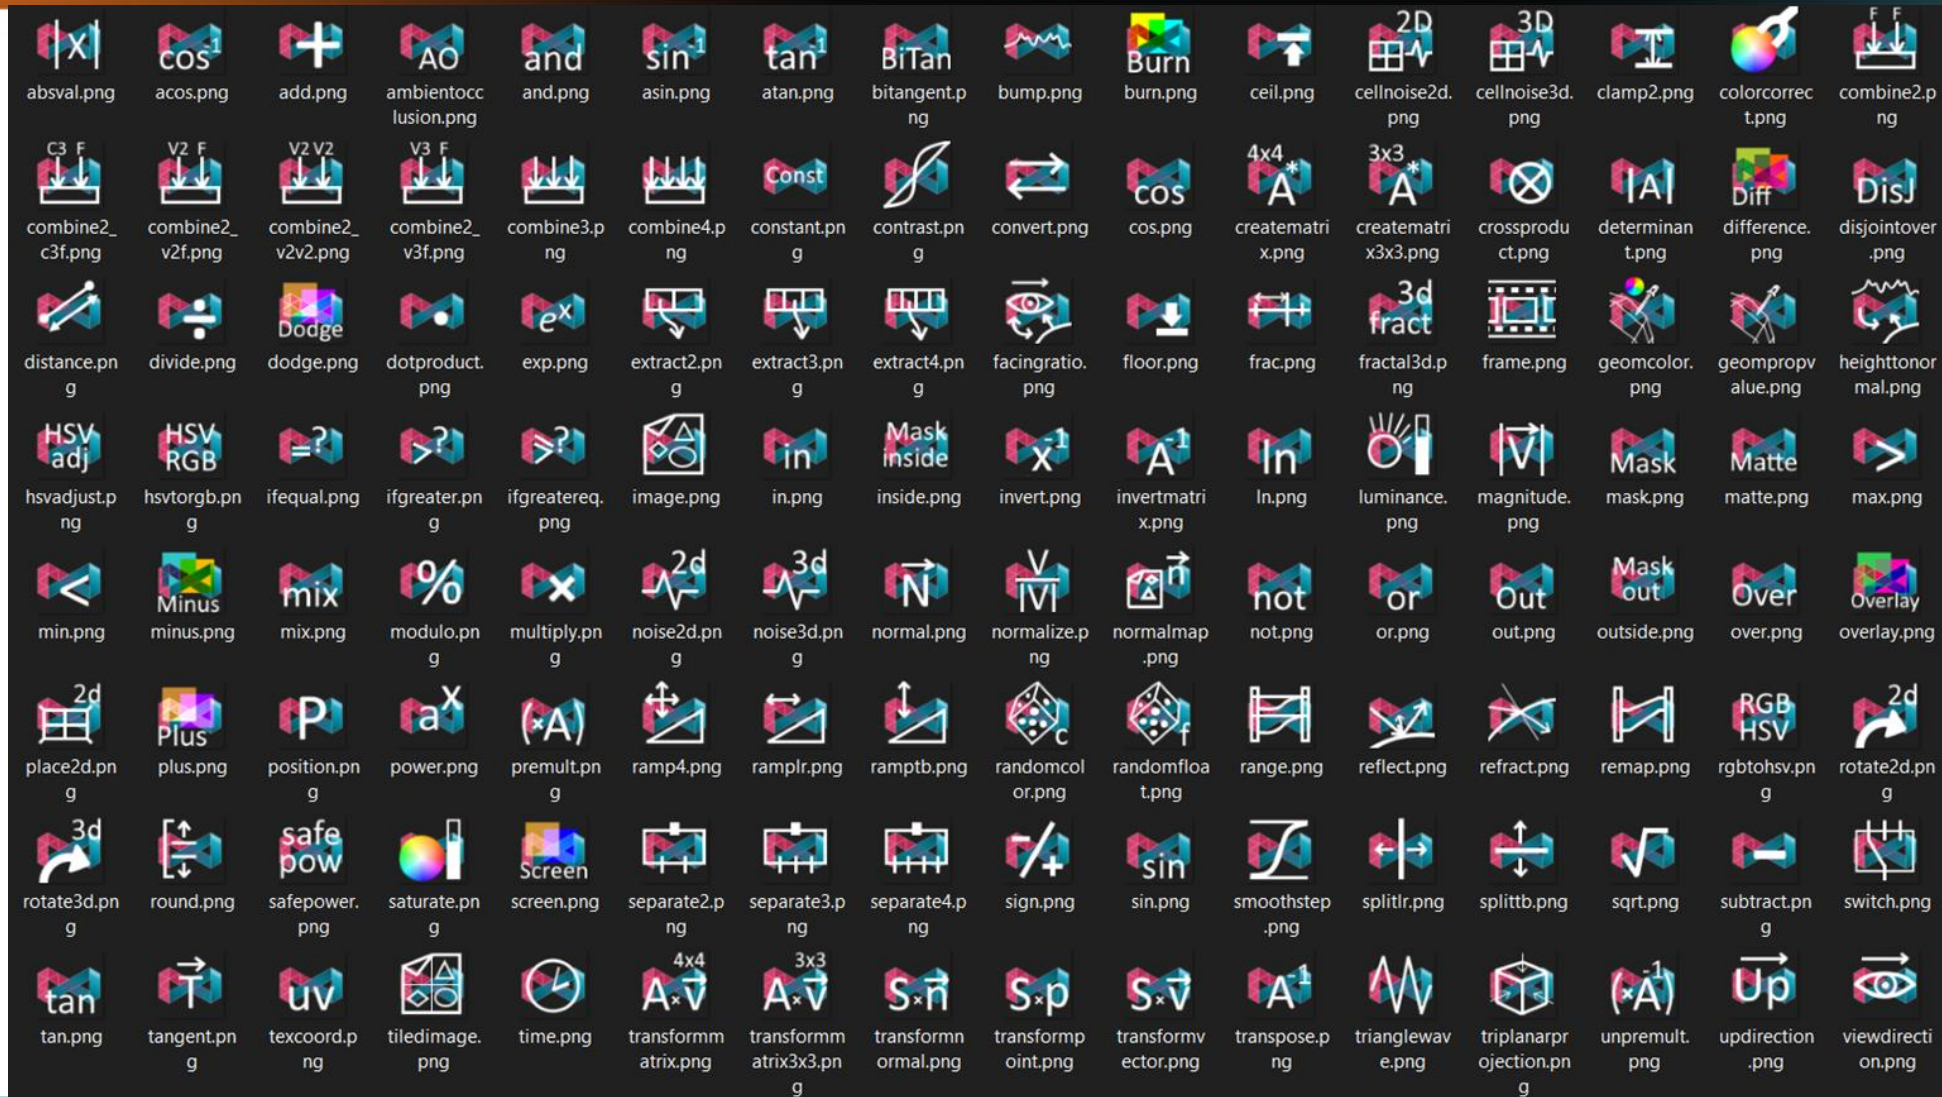 |x|
absval.png
cos-1
acos.png
+
add.png
AO
ambientocc
lusion.png
and
and.png
sin-1
asin.png
tan-1
atan.png
BiTan
bitangent.p
ng
bump.png
Burn
burn.png
ceil.png
2D
cellnoise2d.
png
3D
cellnoise3d.
png
clamp2.png
colorcorrec
t.png
F F
combine2.p
ng
C3 F
combine2_
c3f.png
V2 F
combine2_
v2f.png
V2 V2
combine2_
v2v2.png
V3 F
combine2_
v3f.png
combine3.p
ng
combine4.p
ng
Const
constant.pn
g
contrast.pn
g
convert.png
cos
cos.png
4x4
A*
creatematri
x.png
3x3
A*
creatematri
x3x3.png
crossprodu
ct.png
|A|
determinan
t.png
Diff
difference.
png
DisJ
disjointover
.png
distance.pn
g
÷
divide.png
Dodge
dodge.png
dotproduct.
png
ex
exp.png
extract2.pn
g
extract3.pn
g
extract4.pn
g
facingratio.
png
floor.png
frac.png
3d
fract
fractal3d.p
ng
frame.png
geomcolor.
png
geompropv
alue.png
heighttonor
mal.png
HSV
adj
hsvadjust.p
ng
HSV
RGB
hsvtorgb.pn
g
=?
ifequal.png
>?
ifgreater.pn
g
⩾?
ifgreatereq.
png
image.png
in
in.png
Mask
inside
inside.png
x-1
invert.png
A-1
invertmatri
x.png
ln
ln.png
luminance.
png
|V|
magnitude.
png
Mask
mask.png
Matte
matte.png
>
max.png
<
min.png
Minus
minus.png
mix
mix.png
%
modulo.pn
g
×
multiply.pn
g
2d
noise2d.pn
g
3d
noise3d.pn
g
N
normal.png
V
|V|
normalize.p
ng
n
normalmap
.png
not
not.png
or
or.png
Out
out.png
Mask
out
outside.png
Over
over.png
Overlay
overlay.png
2d
place2d.pn
g
Plus
plus.png
P
position.pn
g
ax
power.png
(×A)
premult.pn
g
ramp4.png
ramplr.png
ramptb.png
c
randomcol
or.png
f
randomfloa
t.png
range.png
reflect.png
refract.png
remap.png
RGB
HSV
rgbtohsv.pn
g
2d
rotate2d.pn
g
3d
rotate3d.pn
g
round.png
safe
pow
safepower.
png
saturate.pn
g
Screen
screen.png
separate2.p
ng
separate3.p
ng
separate4.p
ng
-/+
sign.png
sin
sin.png
smoothstep
.png
splitlr.png
splittb.png
√
sqrt.png
-
subtract.pn
g
switch.png
tan
tan.png
T
tangent.pn
g
uv
texcoord.p
ng
tiledimage.
png
time.png
4x4
A×v
transformm
atrix.png
3x3
A×v
transformm
atrix3x3.pn
g
S×n
transformn
ormal.png
S×p
transformp
oint.png
S×v
transformv
ector.png
A-1
transpose.p
ng
trianglewav
e.png
triplanarpr
ojection.pn
g
(×A)-1
unpremult.
png
Up
updirection
.png
viewdirecti
on.png